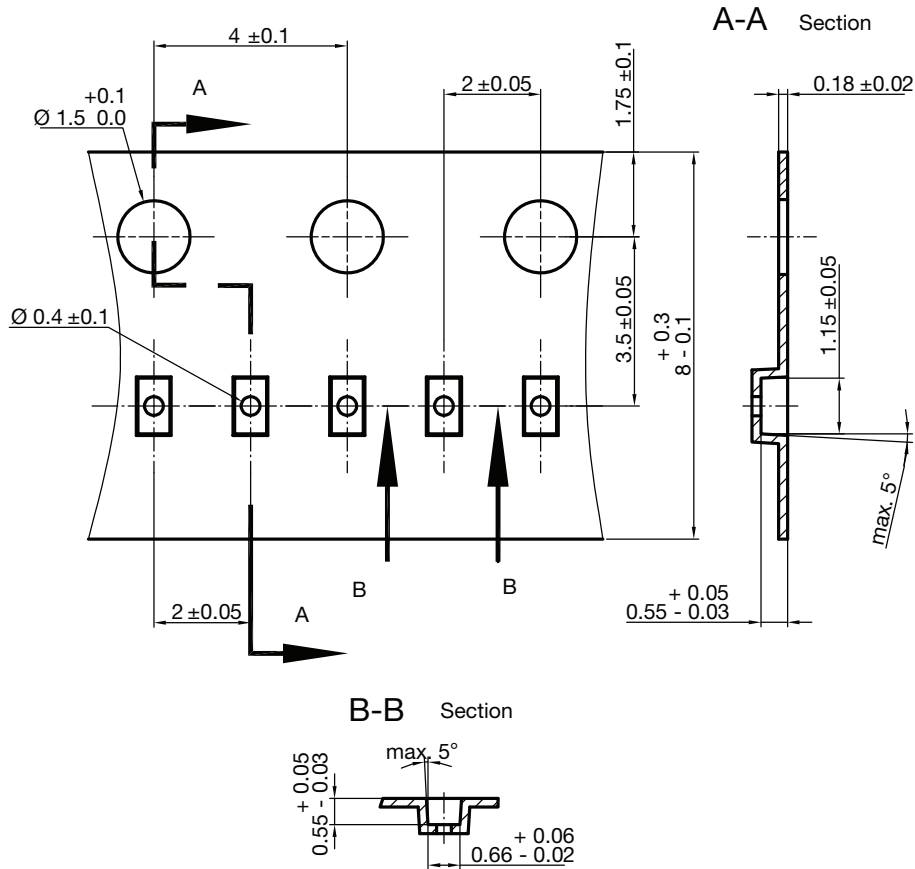 A-A Section
4 ±0.1
+0.1
Ø 1.5 0.0
A
2 ±0.05
1.75 ±0.1
0.18 ±0.02
3.5 ±0.05
+ 0.3
8 - 0.1
1.15 ±0.05
Ø 0.4 ±0.1
max. 5°
B
B
+ 0.05
0.55 - 0.03
2 ±0.05
A
B-B Section
max. 5°
+ 0.05
0.55 - 0.03
+ 0.06
0.66 - 0.02